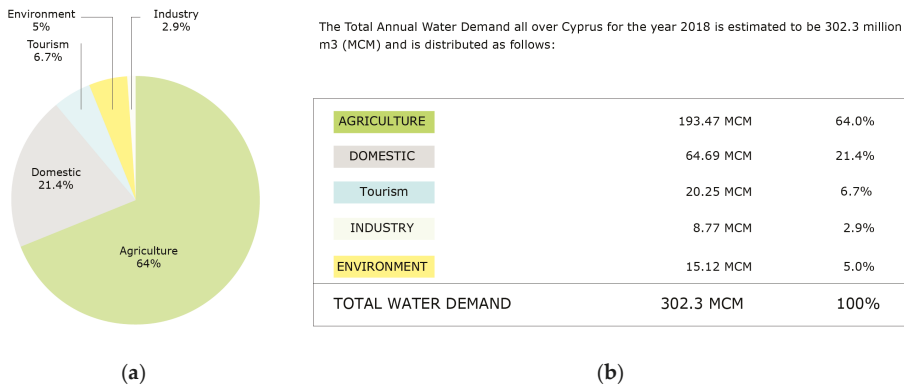 Environment
5%
Industry
2.9%
Tourism
6.7%
Domestic
21.4%
Agriculture
64%
(a)
The Total Annual Water Demand all over Cyprus for the year 2018 is estimated to be 302.3 million
m3 (MCM) and is distributed as follows:
AGRICULTURE 193.47 MCM 64.0%
DOMESTIC 64.69 MCM 21.4%
Tourism 20.25 MCM 6.7%
INDUSTRY 8.77 MCM 2.9%
ENVIRONMENT 15.12 MCM 5.0%
TOTAL WATER DEMAND 302.3 MCM 100%
(b)